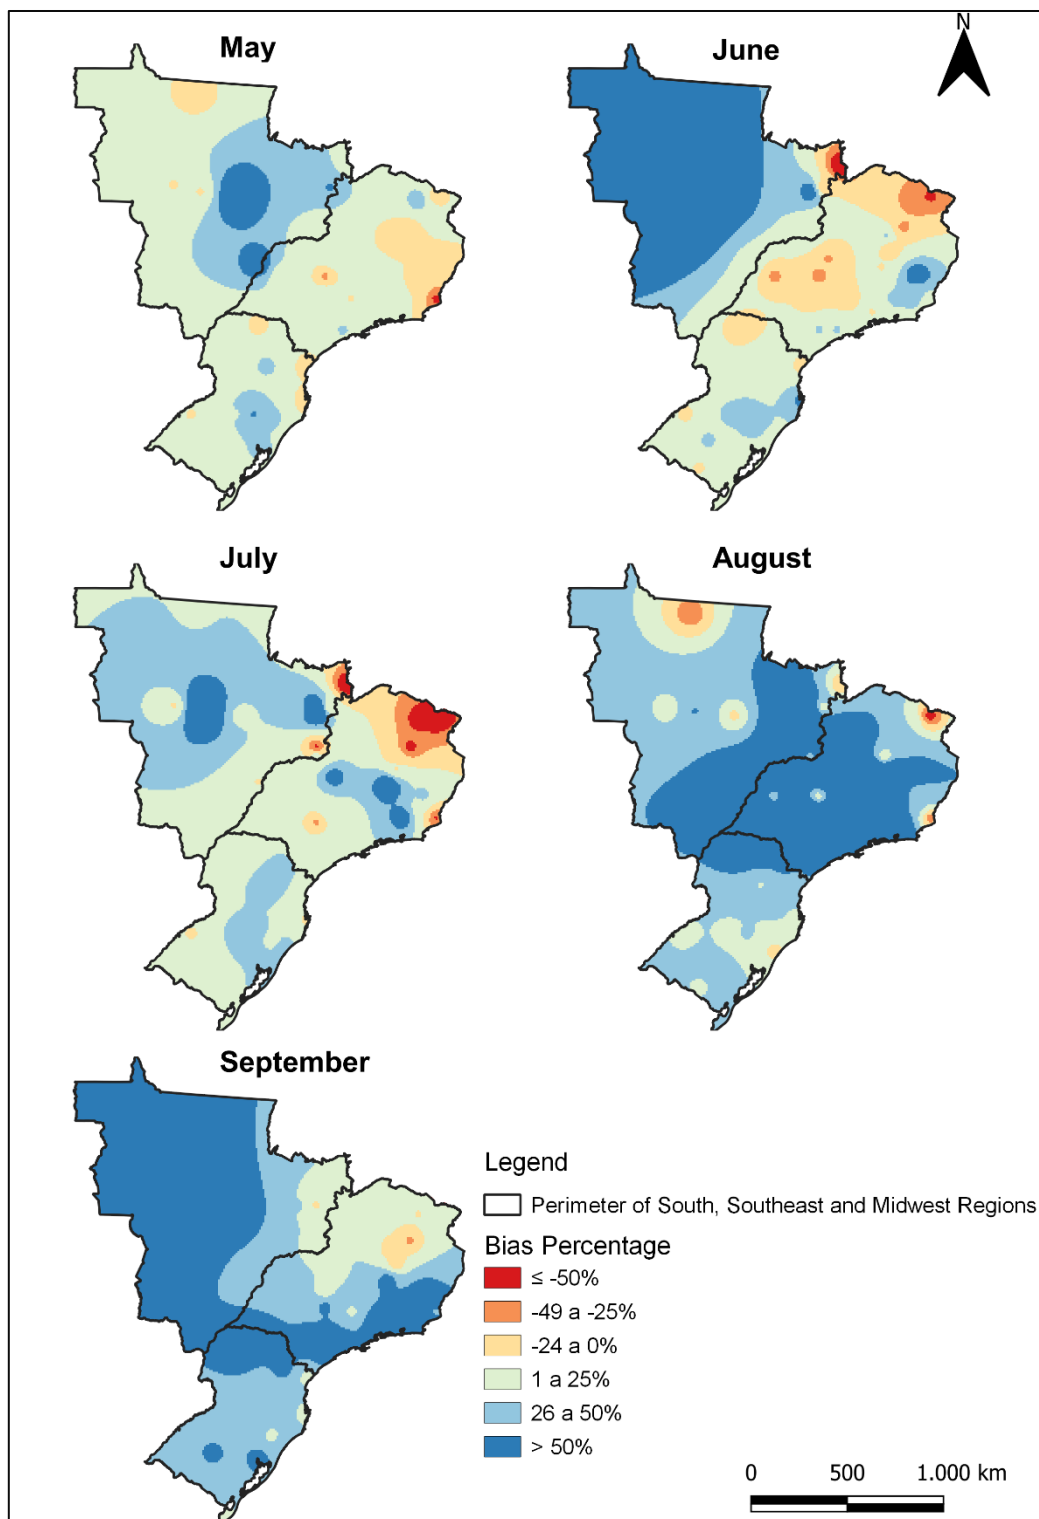 May
June
N
July
August
September
Legend
Perimeter of South, Southeast and Midwest Regions
Bias Percentage
≤ -50%
-49 a -25%
-24 a 0%
1 a 25%
26 a 50%
> 50%
0 500 1.000 km